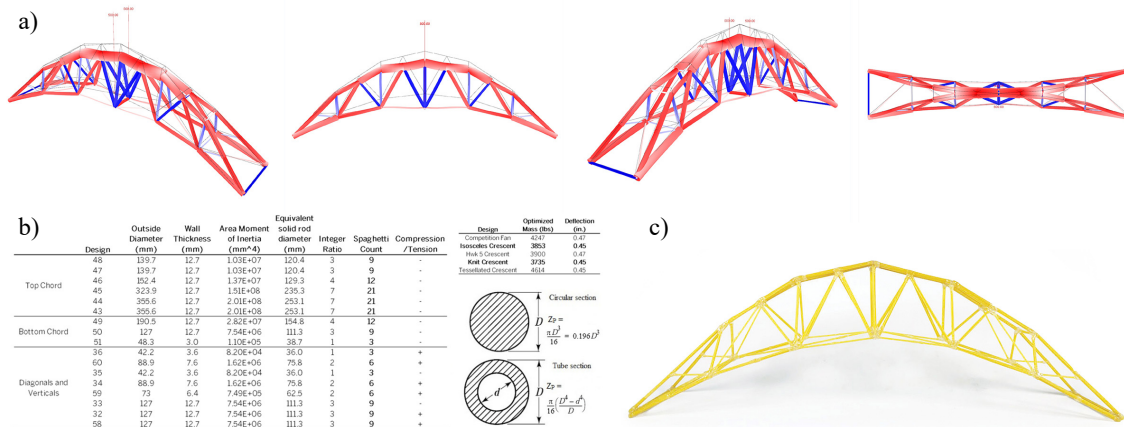 a)
b)
Design Outside Diameter (mm) Wall Thickness (mm) Area Moment of Inertia (mm^4) Equivalent solid rod diameter (mm) Integer Ratio Spaghetti Count Compression /Tension
Top Chord
48 139.7 12.7 1.03E+07 120.4 3 9 -
47 139.7 12.7 1.03E+07 120.4 3 9 -
46 152.4 12.7 1.37E+07 129.3 4 12 -
45 323.9 12.7 1.51E+08 235.3 7 21 -
44 355.6 12.7 2.01E+08 253.1 7 21 -
43 355.6 12.7 2.01E+08 253.1 7 21 -
Bottom Chord
49 190.5 12.7 2.82E+07 154.8 4 12 -
50 127 12.7 7.54E+06 111.3 3 9 -
51 48.3 3.0 1.10E+05 38.7 1 3 -
Diagonals and Verticals
36 42.2 3.6 8.20E+04 36.0 1 3 +
60 88.9 7.6 1.62E+06 75.8 2 6 +
35 42.2 3.6 8.20E+04 36.0 1 3 -
34 88.9 7.6 1.62E+06 75.8 2 6 +
59 73 6.4 7.49E+05 62.5 2 6 +
33 127 12.7 7.54E+06 111.3 3 9 -
32 127 12.7 7.54E+06 111.3 3 9 +
58 127 12.7 7.54E+06 111.3 3 9 +
Design Optimized Mass (lbs) Deflection (in.)
Competition Fan 4247 0.47
Isosceles Crescent 3853 0.45
Hwk 5 Crescent 3900 0.47
Knit Crescent 3735 0.45
Tessellated Crescent 4614 0.45
Circular section
D
Zp =
πD³/16 = 0.196D³
Tube section
d
D
Zp =
π/16 (D⁴ – d⁴/D)
c)